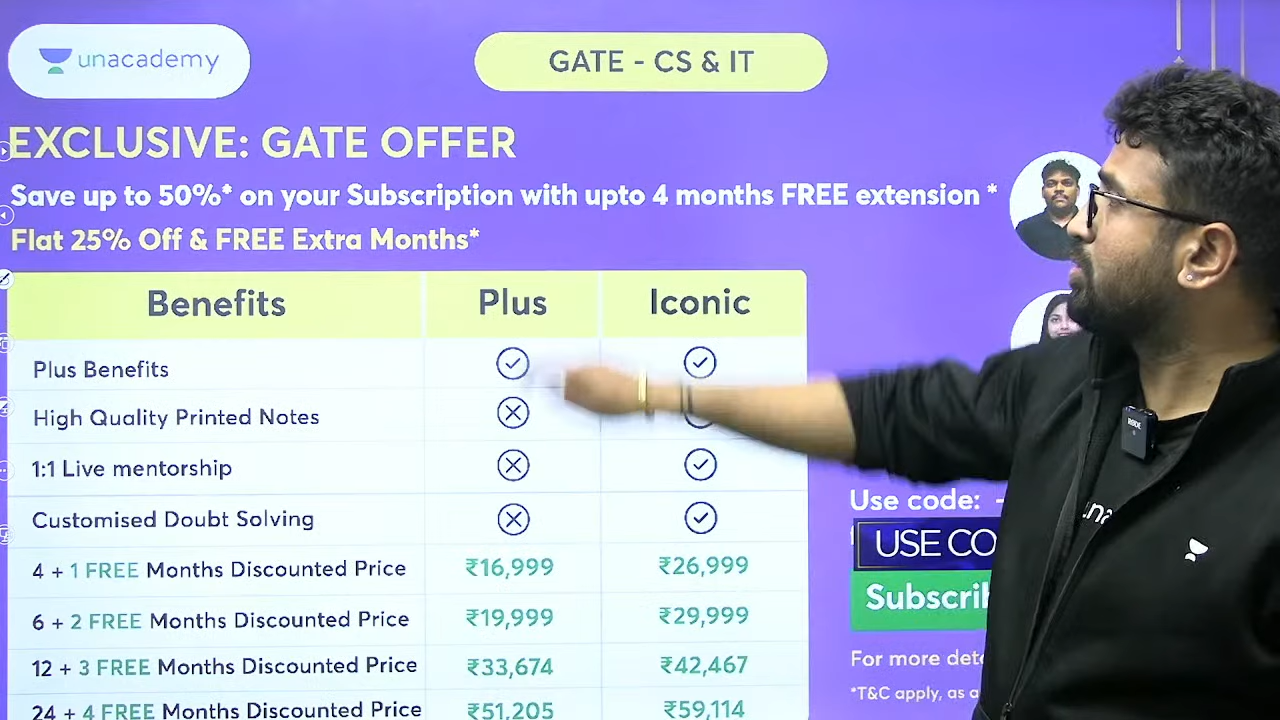 unacademy
GATE - CS & IT
EXCLUSIVE: GATE OFFER
Save up to 50%* on your Subscription with upto 4 months FREE extension *
Flat 25% Off & FREE Extra Months*
Benefits Plus Iconic
Plus Benefits
High Quality Printed Notes
1:1 Live mentorship
Customised Doubt Solving
4 + 1 FREE Months Discounted Price ₹16,999 ₹26,999
6 + 2 FREE Months Discounted Price ₹19,999 ₹29,999
12 + 3 FREE Months Discounted Price ₹33,674 ₹42,467
24 + 4 FREE Months Discounted Price ₹51,205 ₹59,114
Use code:
USE CO
Subscrib
For more
*T&C apply, as
RODE
una